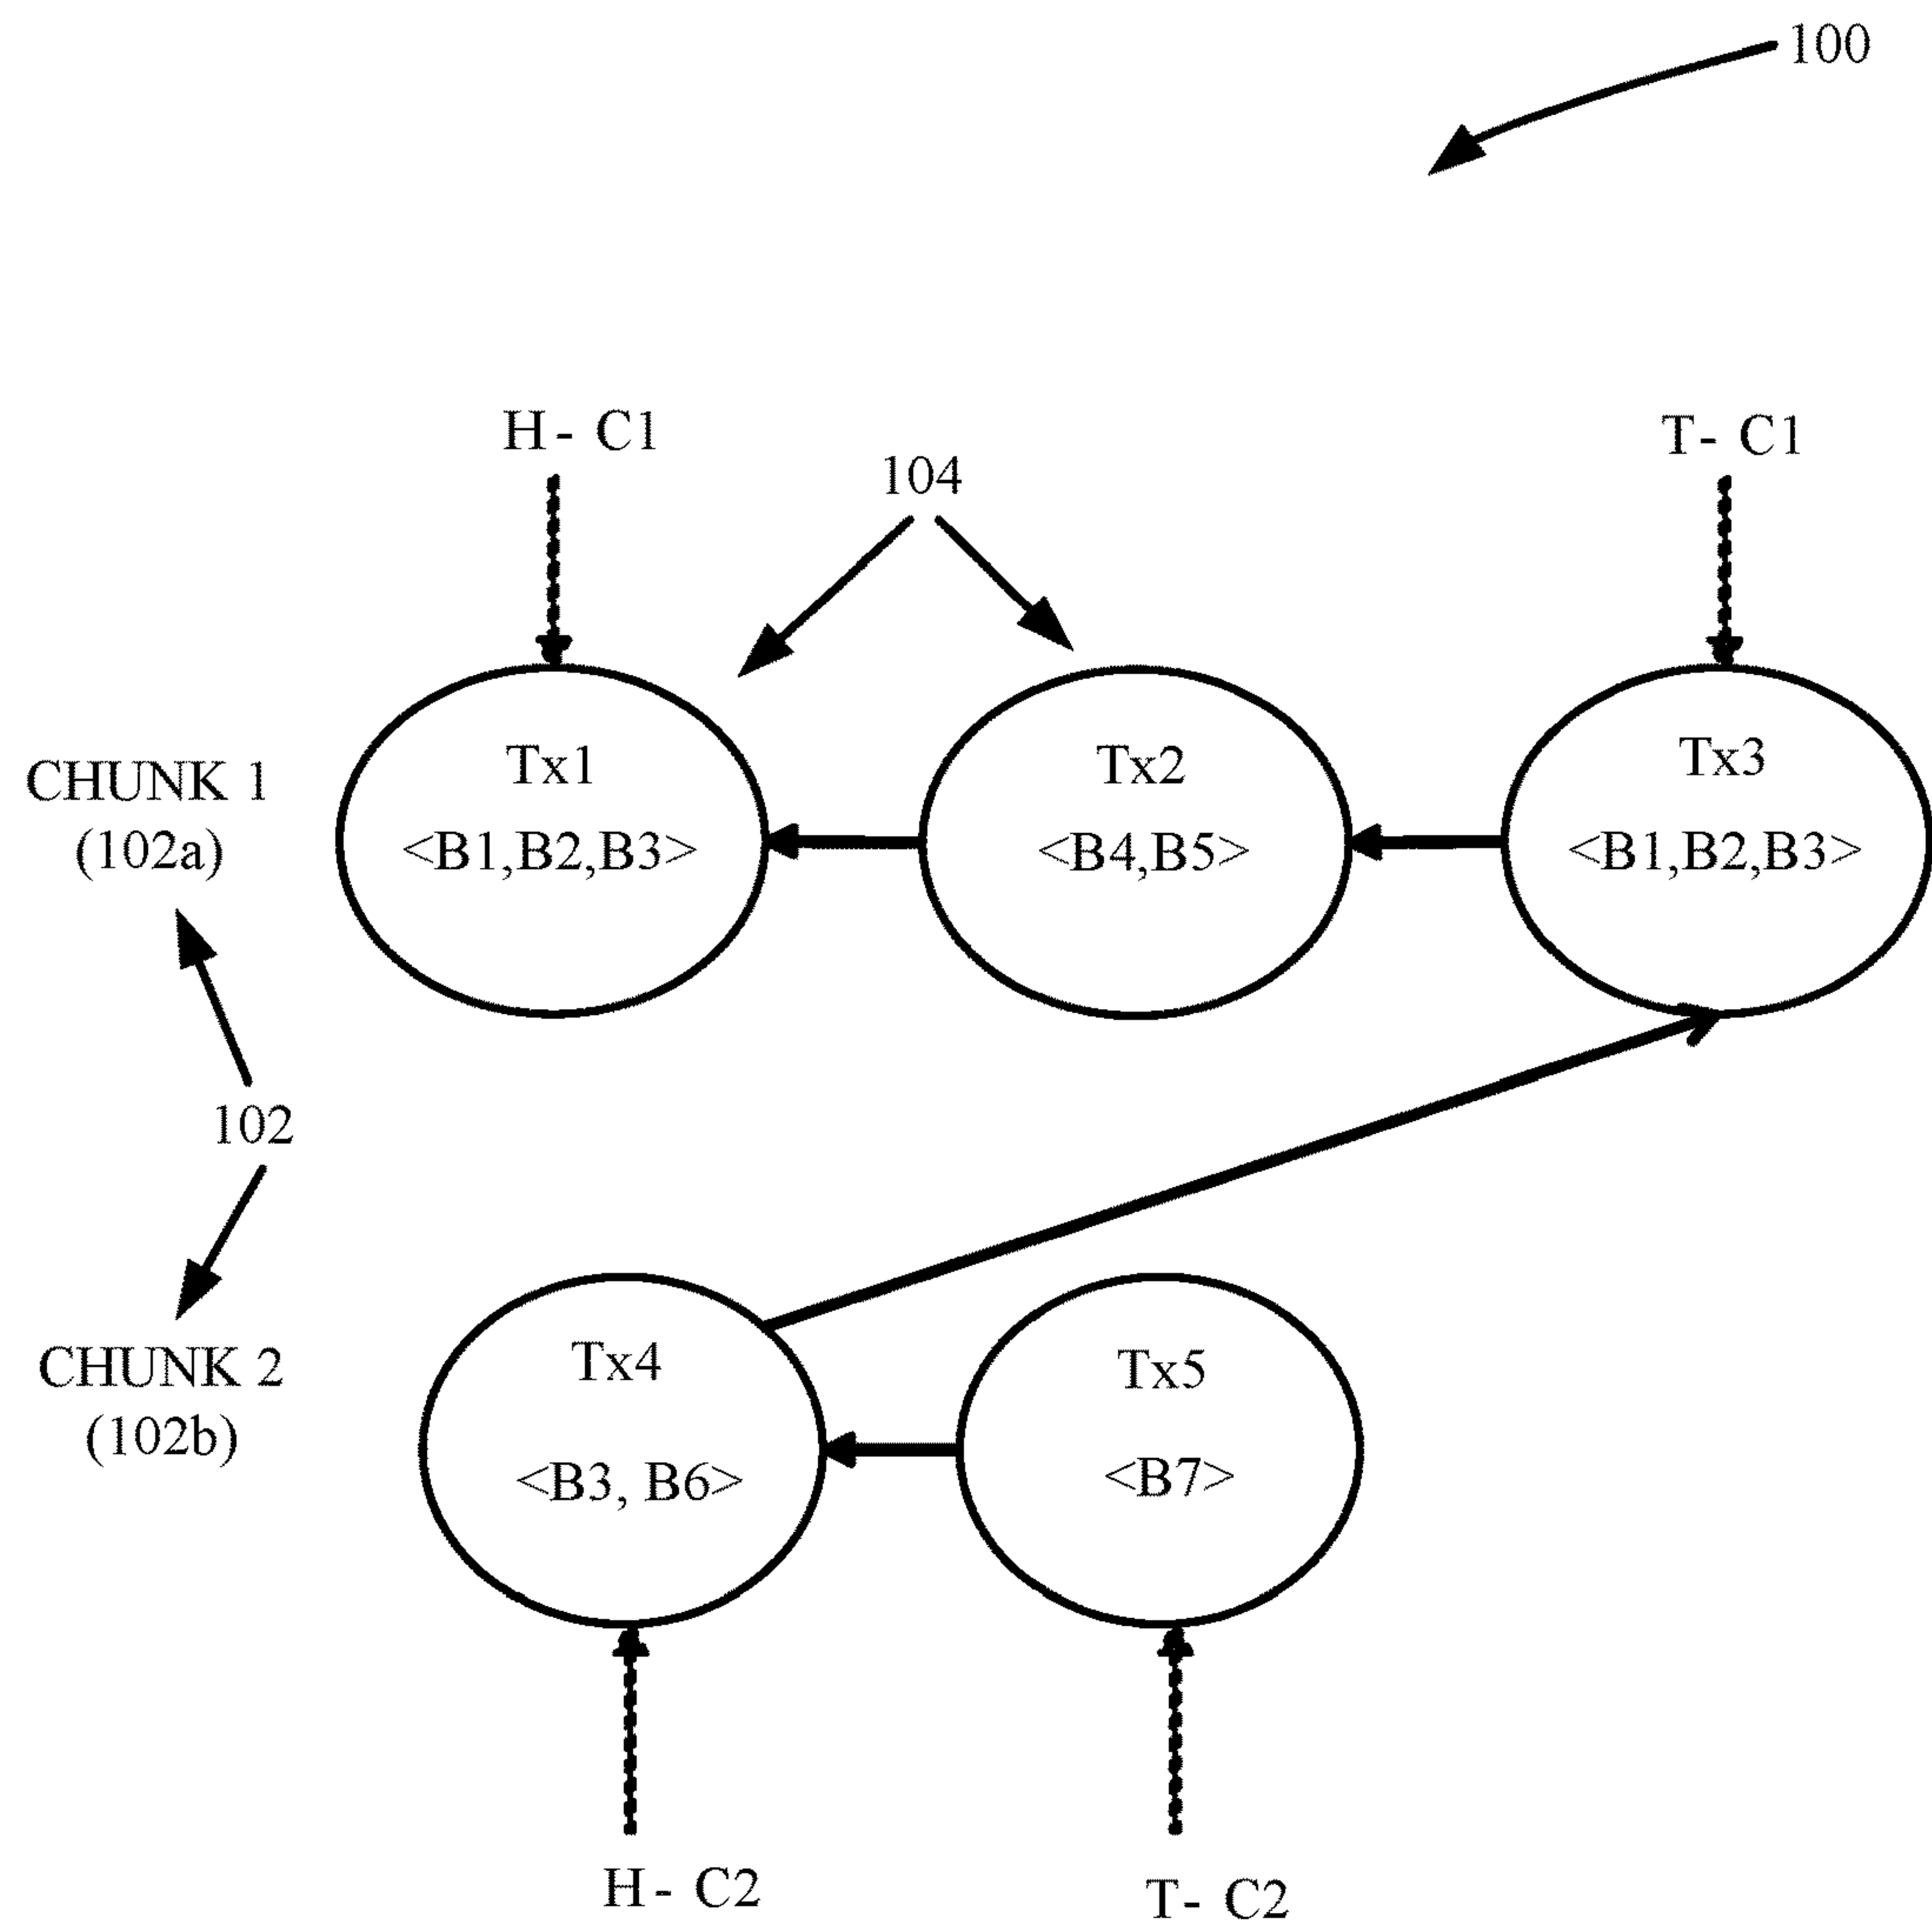 100
H- C1
T- C1
104
Tx1
Tx2
Tx3
<B1,B2,B3>
<B4,B5>
<B1,B2,B3>
CHUNK 1
(102a)
102
CHUNK 2
(102b)
Tx4
Tx5
<B3, B6>
<B7>
H- C2
T- C2